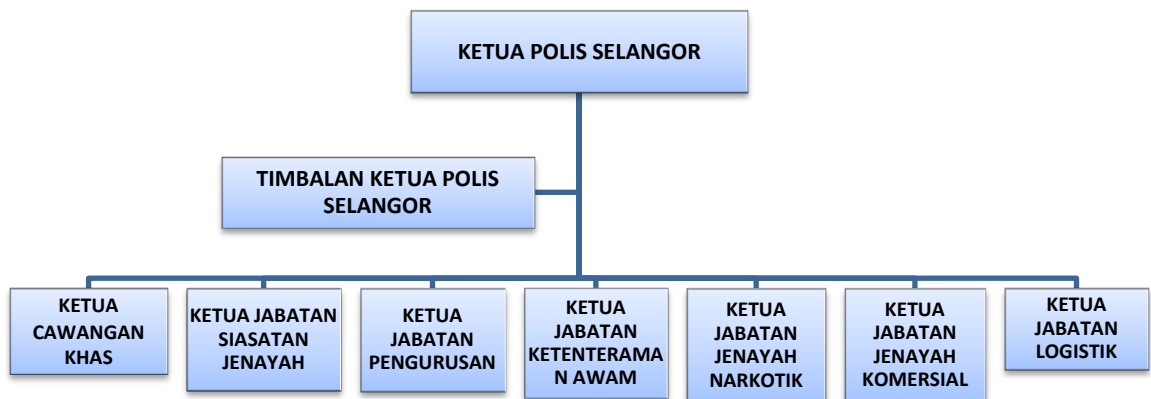 KETUA POLIS SELANGOR
TIMBALAN KETUA POLIS
SELANGOR
KETUA
CAWANGAN
KHAS
KETUA JABATAN
SIASATAN
JENAYAH
KETUA
JABATAN
PENGURUSAN
KETUA
JABATAN
KETENTERAMA
N AWAM
KETUA
JABATAN
JENAYAH
NARKOTIK
KETUA
JABATAN
JENAYAH
KOMERSIAL
KETUA
JABATAN
LOGISTIK